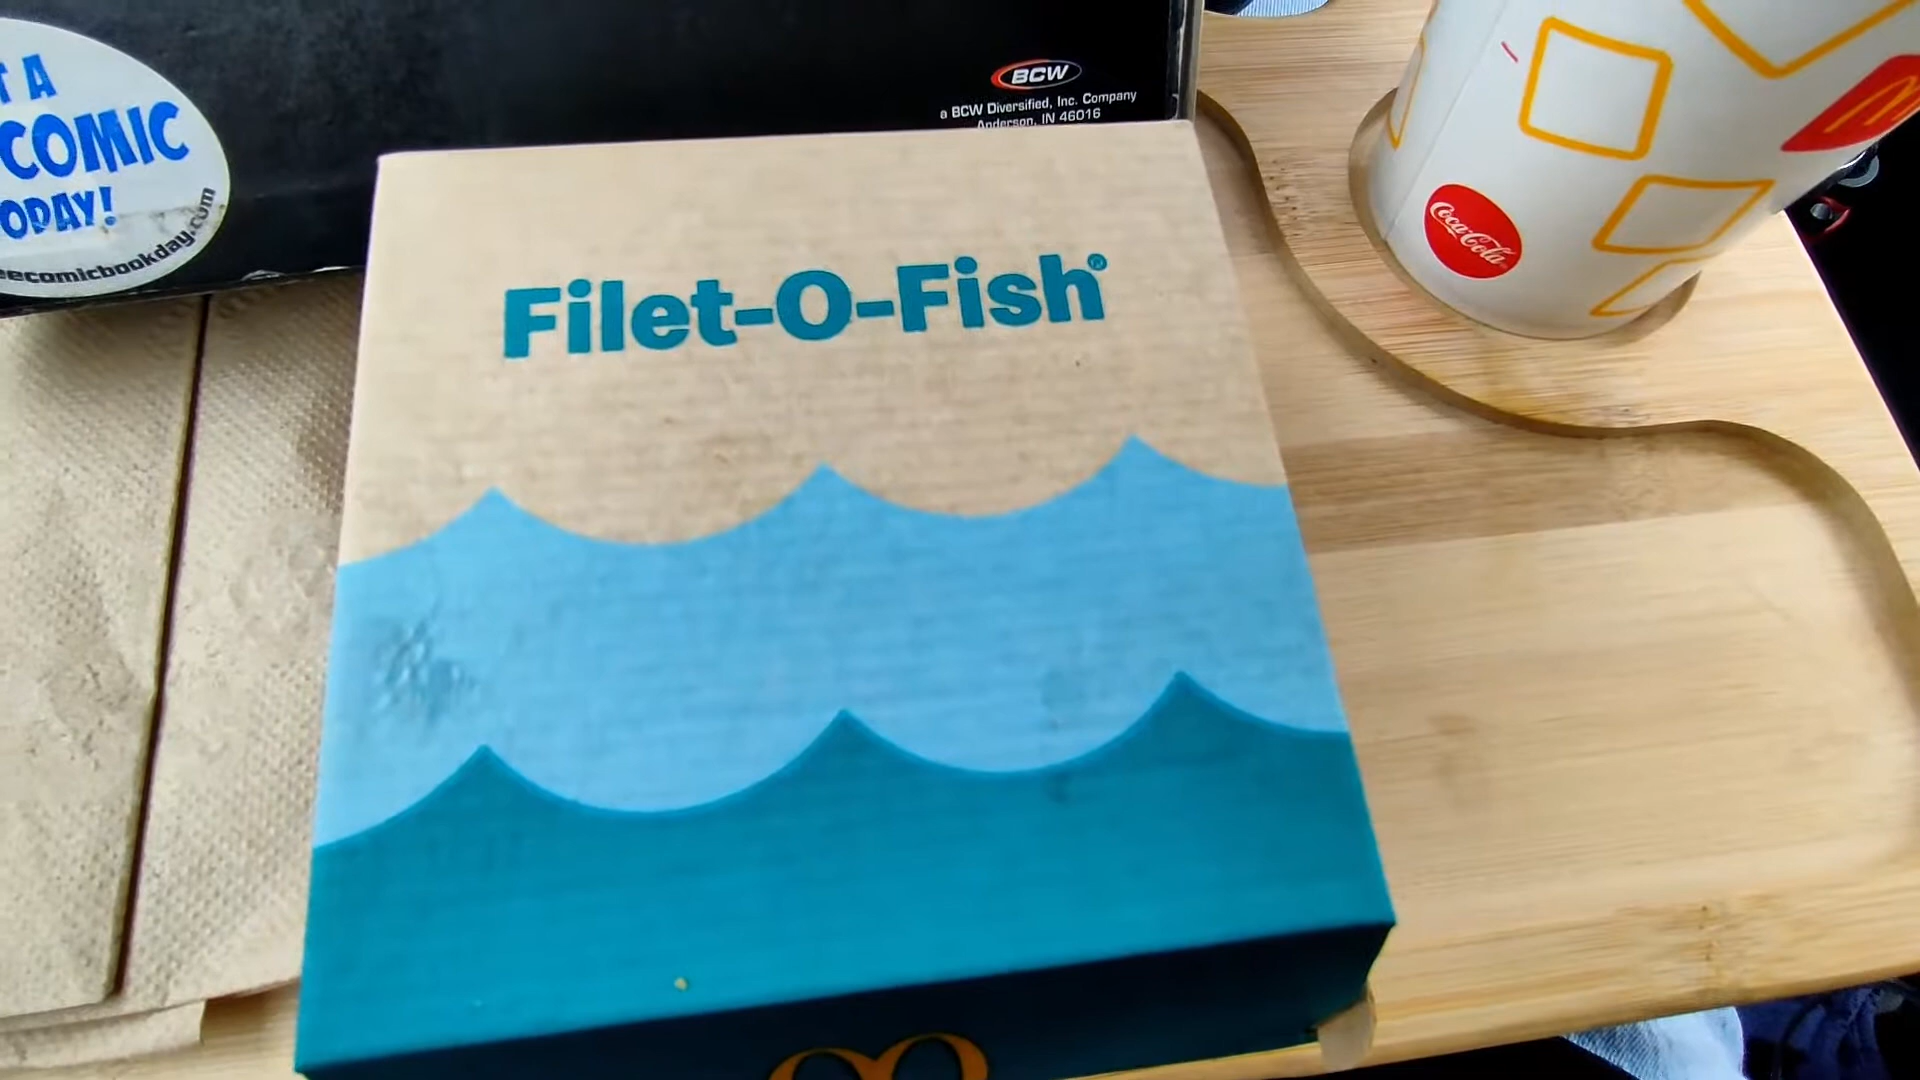 T A
COMIC
ODAY!
eecomicbookday.com
BCW
a BCW Diversified, Inc. Company
Anderson, IN 46016
Filet-O-Fish®
Coca-Cola